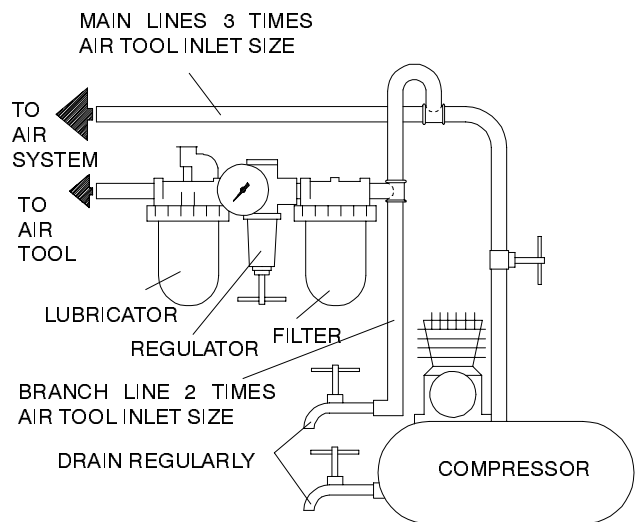 MAIN LINES 3 TIMES
AIR TOOL INLET SIZE
TO
AIR
SYSTEM
TO
AIR
TOOL
LUBRICATOR
REGULATOR
FILTER
BRANCH LINE 2 TIMES
AIR TOOL INLET SIZE
DRAIN REGULARLY
COMPRESSOR